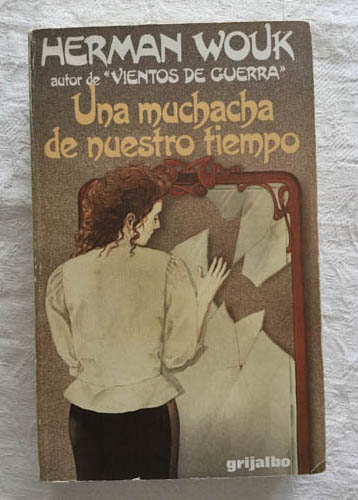 HERMAN WOUK
autor de "VIENTOS DE GUERRA"
Una muchacha
de nuestro tiempo
grijalbo